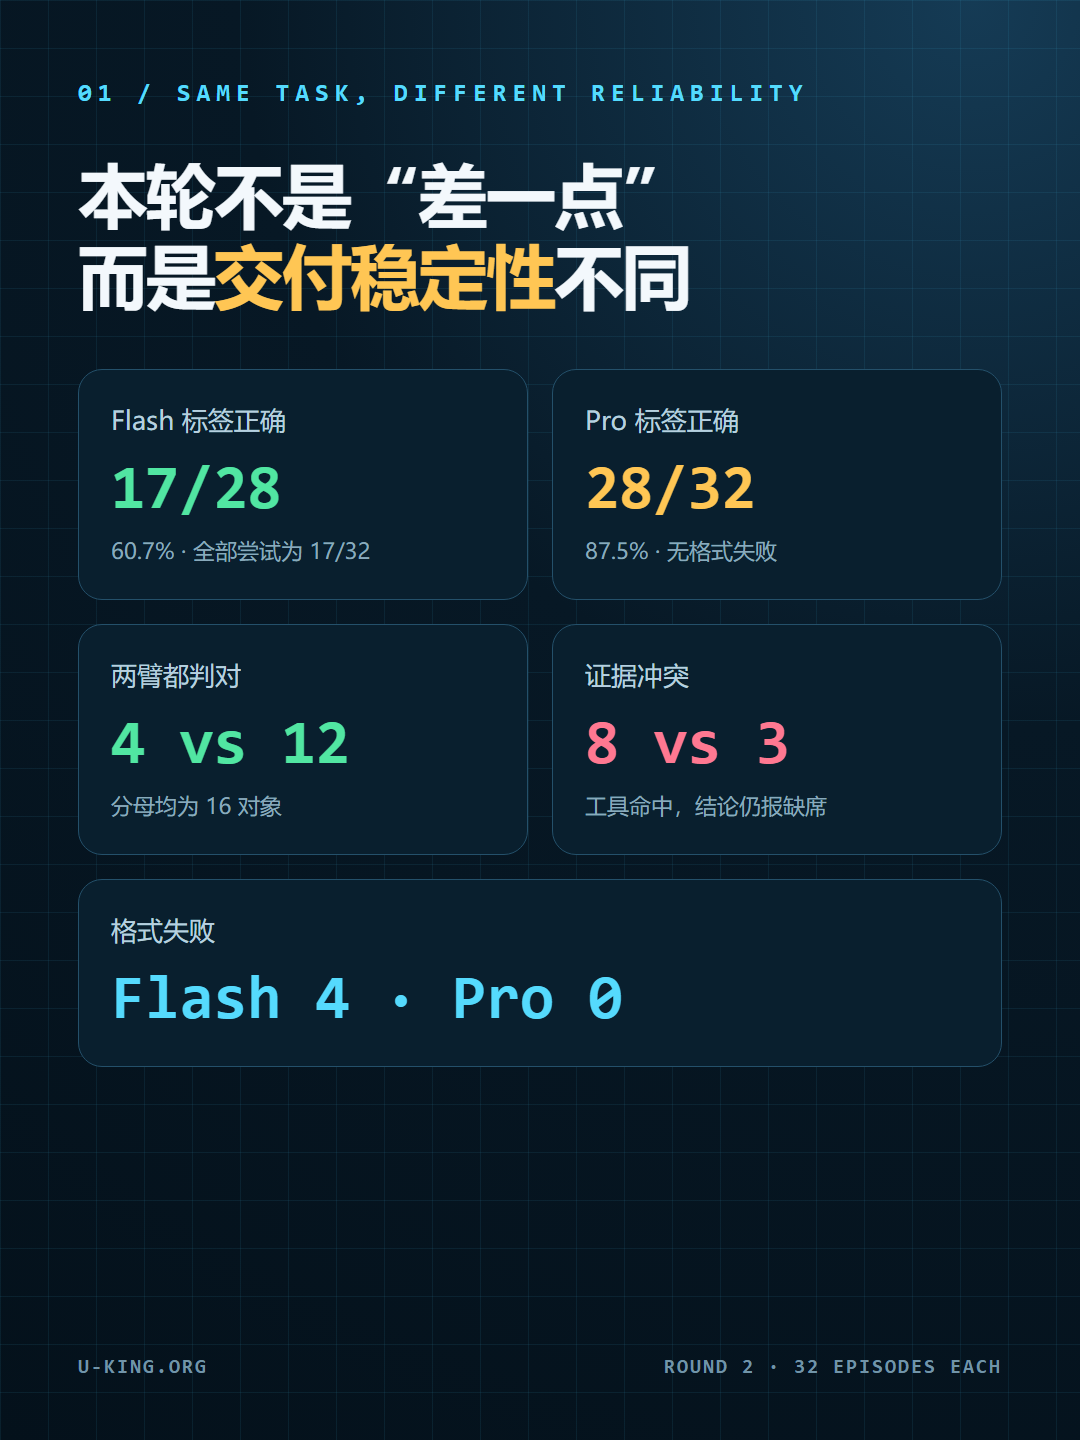 01 / SAME TASK, DIFFERENT RELIABILITY
本轮不是“差一点”
而是交付稳定性不同
Flash 标签正确
17/28
60.7% · 全部尝试为 17/32
Pro 标签正确
28/32
87.5% · 无格式失败
两臂都判对
4 vs 12
分母均为 16 对象
证据冲突
8 vs 3
工具命中，结论仍报缺席
格式失败
Flash 4 · Pro 0
U-KING.ORG
ROUND 2 · 32 EPISODES EACH